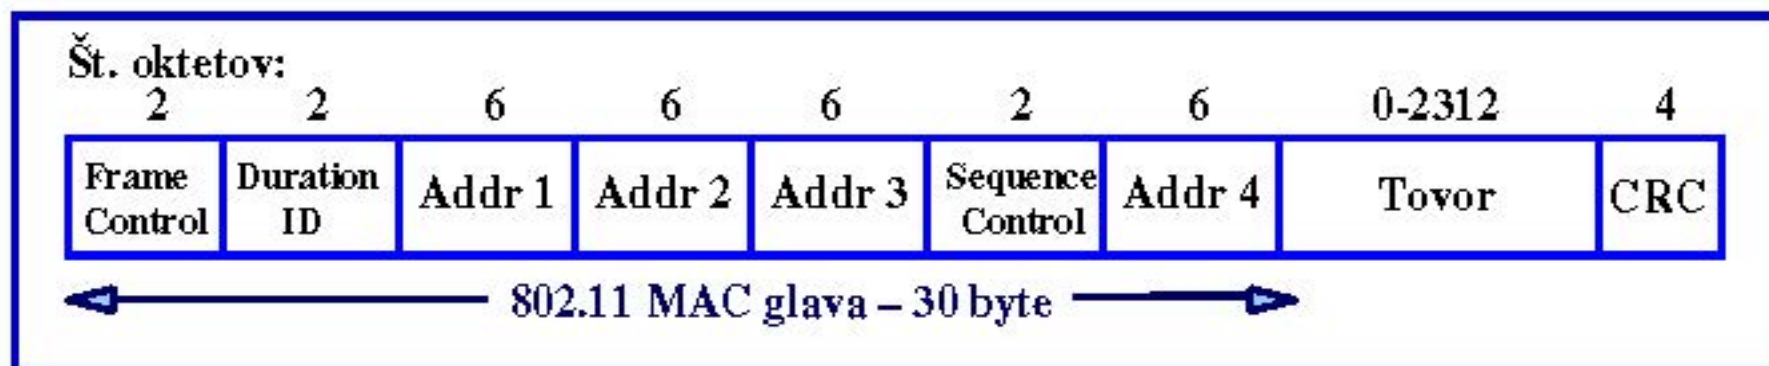 Št. oktetov:
2 2 6 6 6 2 6 0-2312 4
Frame Control Duration ID Addr 1 Addr 2 Addr 3 Sequence Control Addr 4 Tovor CRC
802.11 MAC glava – 30 byte